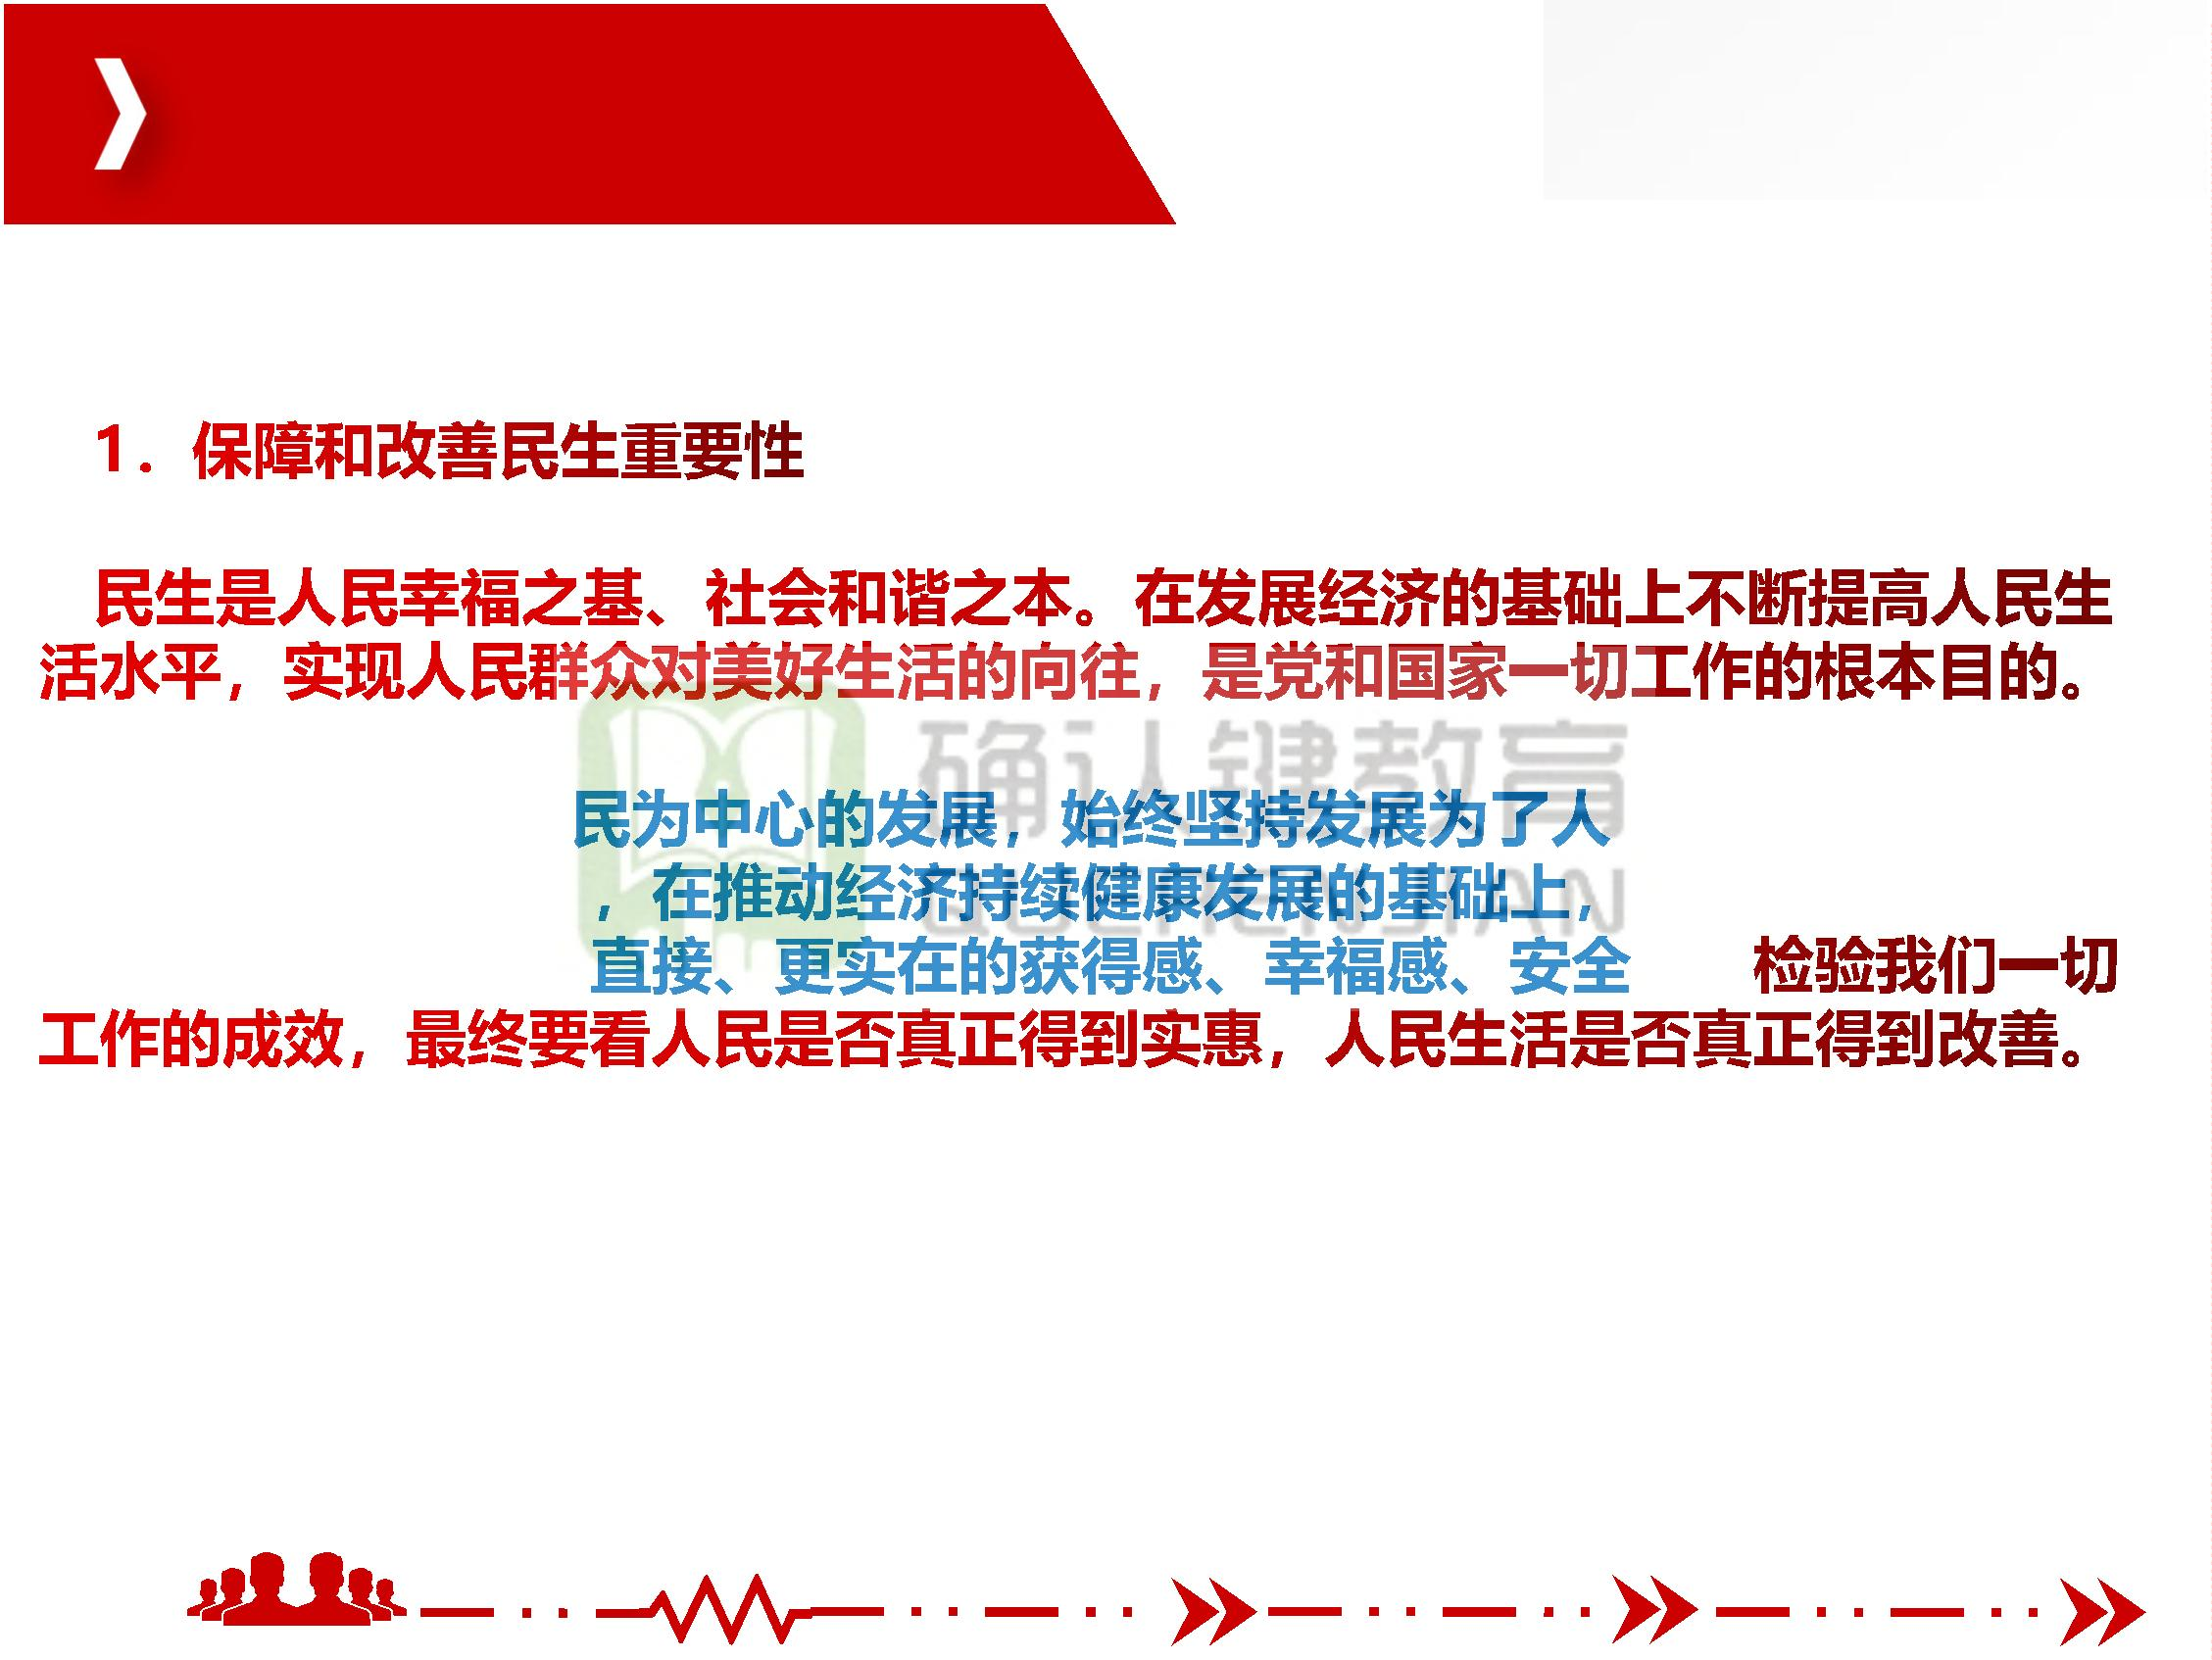 1. 保障和改善民生重要性
民生是人民幸福之基、社会和谐之本。在发展经济的基础上不断提高人民生
活水平，实现人民群众对美好生活的向往，是党和国家一切工作的根本目的。
确认键教育
民为中心的发展，始终坚持发展为了人
QUERENJIAN
，在推动经济持续健康发展的基础上，
直接、更实在的获得感、幸福感、安全 检验我们一切
工作的成效，最终要看人民是否真正得到实惠，人民生活是否真正得到改善。